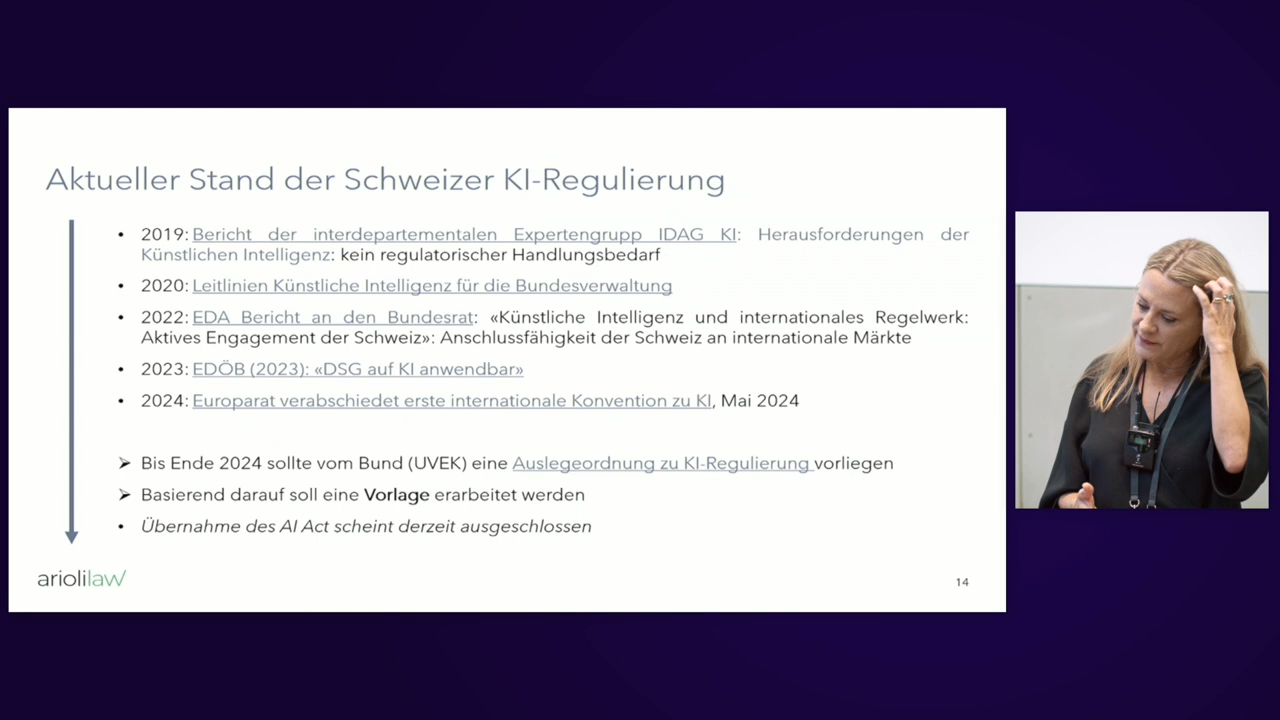 Aktueller Stand der Schweizer KI-Regulierung
• 2019: Bericht der interdepartementalen Expertengrupp IDAG KI: Herausforderungen der
Künstlichen Intelligenz: kein regulatorischer Handlungsbedarf
• 2020: Leitlinien Künstliche Intelligenz für die Bundesverwaltung
• 2022: EDA Bericht an den Bundesrat: «Künstliche Intelligenz und internationales Regelwerk:
Aktives Engagement der Schweiz»: Anschlussfähigkeit der Schweiz an internationale Märkte
• 2023: EDÖB (2023): «DSG auf KI anwendbar»
• 2024: Europarat verabschiedet erste internationale Konvention zu KI, Mai 2024
➢ Bis Ende 2024 sollte vom Bund (UVEK) eine Auslegeordnung zu KI-Regulierung vorliegen
➢ Basierend darauf soll eine Vorlage erarbeitet werden
• Übernahme des AI Act scheint derzeit ausgeschlossen
ariolilaw
14